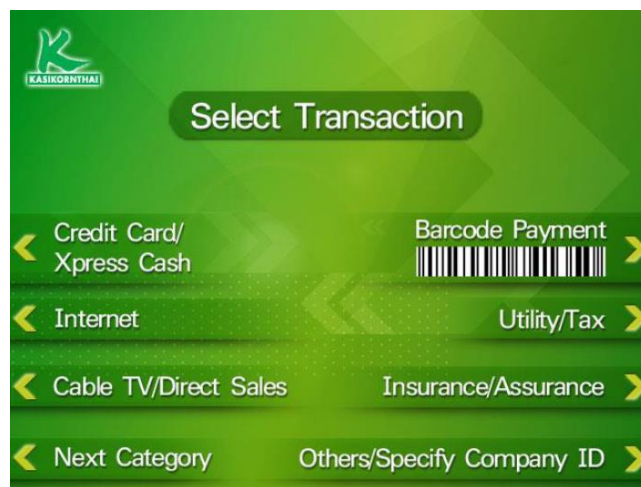 K
KASIKORNTHAI
Select Transaction
Credit Card/
Xpress Cash
Barcode Payment
Internet
Utility/Tax
Cable TV/Direct Sales
Insurance/Assurance
Next Category
Others/Specify Company ID